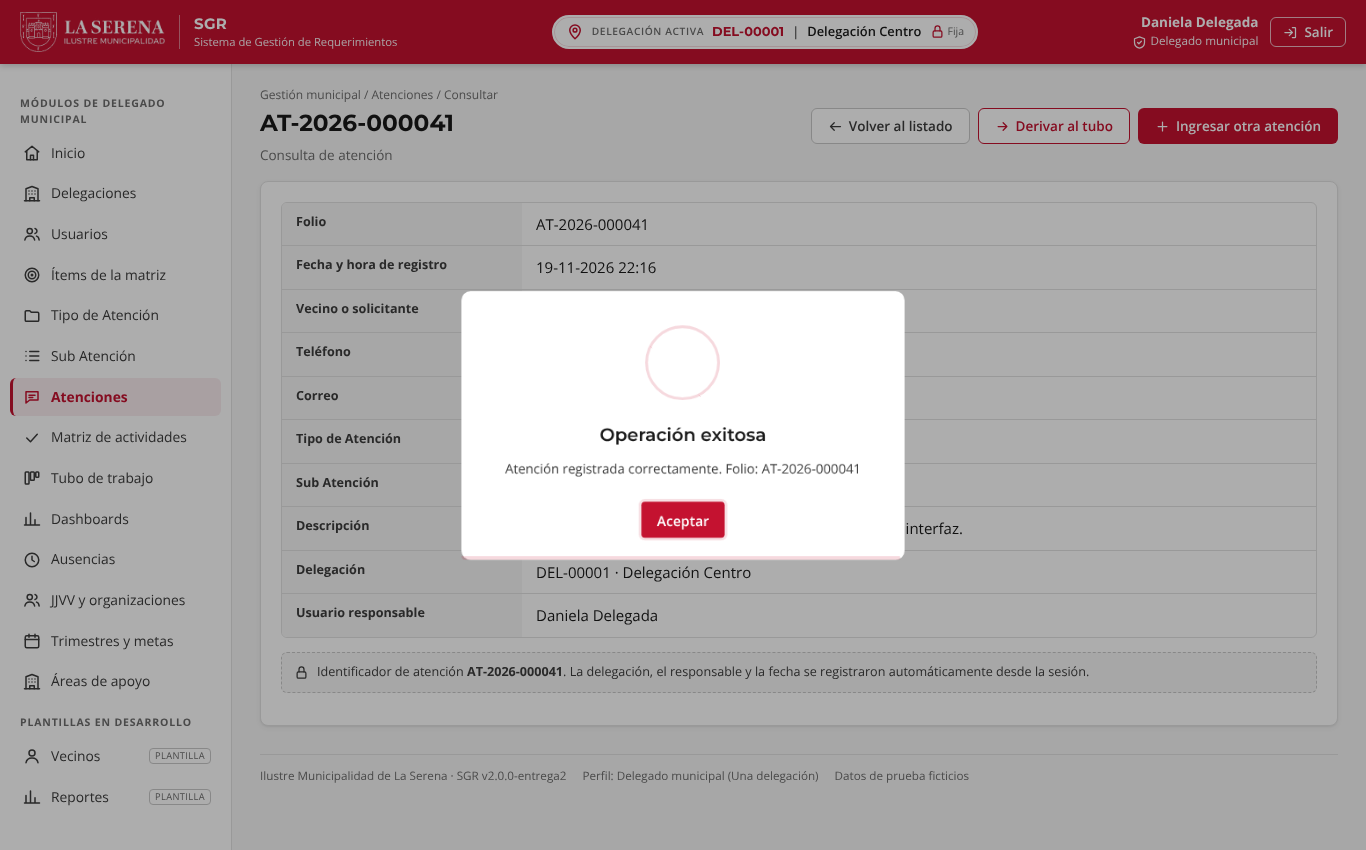 LA SERENA
ILUSTRE MUNICIPALIDAD
SGR
Sistema de Gestión de Requerimientos
DELEGACIÓN ACTIVA DEL-00001 | Delegación Centro Fija
Daniela Delegada
Delegado municipal
Salir
MÓDULOS DE DELEGADO
MUNICIPAL
Inicio
Delegaciones
Usuarios
Ítems de la matriz
Tipo de Atención
Sub Atención
Atenciones
Matriz de actividades
Tubo de trabajo
Dashboards
Ausencias
JJVV y organizaciones
Trimestres y metas
Áreas de apoyo
PLANTILLAS EN DESARROLLO
Vecinos PLANTILLA
Reportes PLANTILLA
Gestión municipal / Atenciones / Consultar
AT-2026-000041
Consulta de atención
Volver al listado
Derivar al tubo
Ingresar otra atención
Folio AT-2026-000041
Fecha y hora de registro 19-11-2026 22:16
Vecino o solicitante
Teléfono
Correo
Tipo de Atención
Sub Atención
Descripción interfaz.
Delegación DEL-00001 · Delegación Centro
Usuario responsable Daniela Delegada
Identificador de atención AT-2026-000041. La delegación, el responsable y la fecha se registraron automáticamente desde la sesión.
Operación exitosa
Atención registrada correctamente. Folio: AT-2026-000041
Aceptar
Ilustre Municipalidad de La Serena · SGR v2.0.0-entrega2 Perfil: Delegado municipal (Una delegación) Datos de prueba ficticios